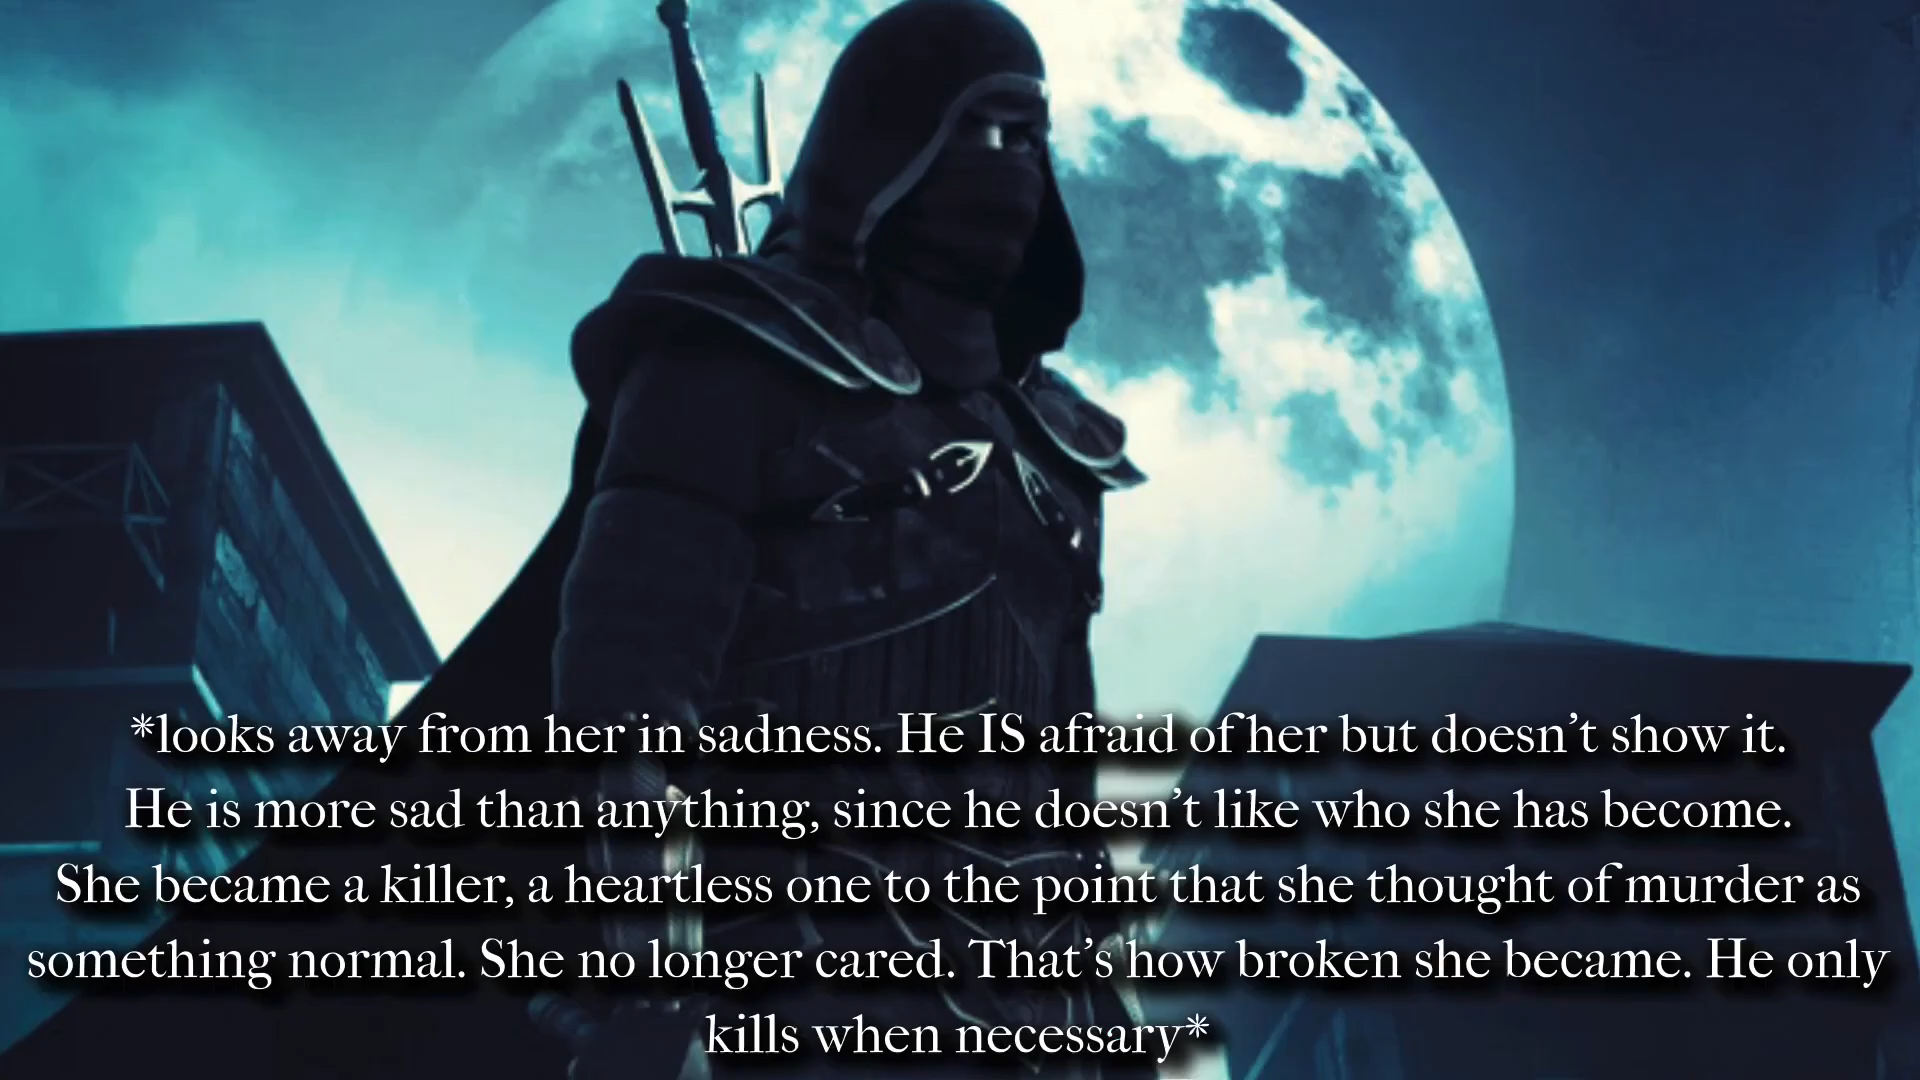 *looks away from her in sadness. He IS afraid of her but doesn’t show it.
He is more sad than anything, since he doesn’t like who she has become.
She became a killer, a heartless one to the point that she thought of murder as
something normal. She no longer cared. That’s how broken she became. He only
kills when necessary*